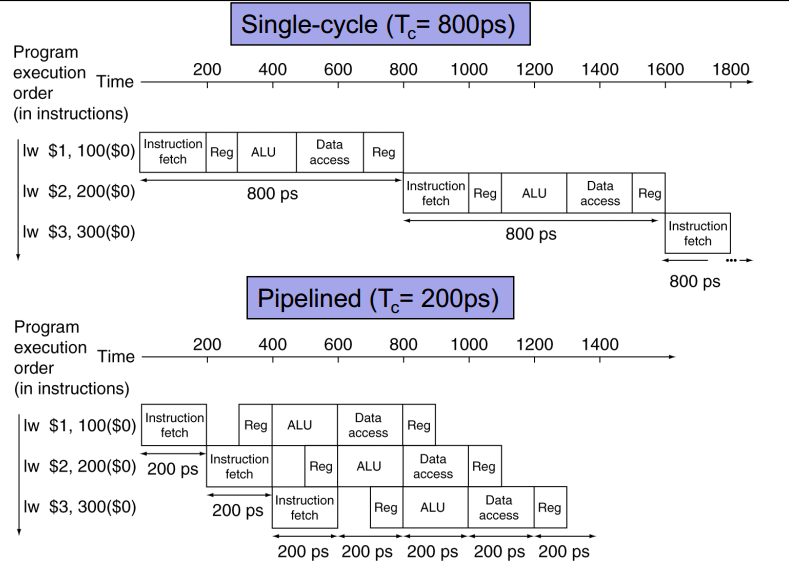 Single-cycle (Tc= 800ps)
Program
execution
order
(in instructions)
Time
200 400 600 800 1000 1200 1400 1600 1800
lw $1, 100($0)
Instruction
fetch
Reg
ALU
Data
access
Reg
800 ps
lw $2, 200($0)
Instruction
fetch
Reg
ALU
Data
access
Reg
800 ps
lw $3, 300($0)
Instruction
fetch
...
800 ps
Pipelined (Tc= 200ps)
Program
execution
order
(in instructions)
Time
200 400 600 800 1000 1200 1400
lw $1, 100($0)
Instruction
fetch
Reg
ALU
Data
access
Reg
200 ps
lw $2, 200($0)
Instruction
fetch
Reg
ALU
Data
access
Reg
200 ps
lw $3, 300($0)
Instruction
fetch
Reg
ALU
Data
access
Reg
200 ps 200 ps 200 ps 200 ps 200 ps